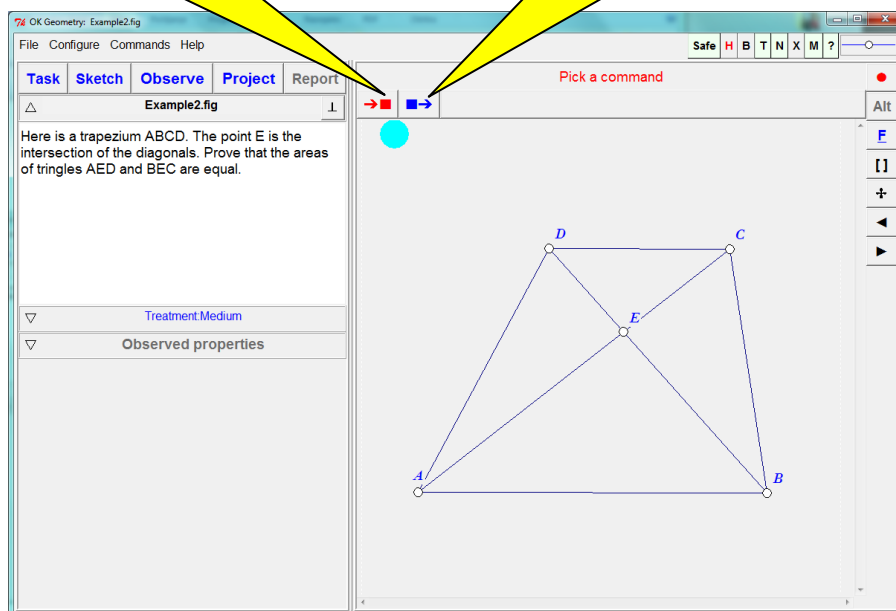 OK Geometry: Example2.fig
File Configure Commands Help
Safe H B T N X M ?
Task Sketch Observe Project Report
Pick a command
Example2.fig
Alt
Here is a trapezium ABCD. The point E is the
intersection of the diagonals. Prove that the areas
of tringles AED and BEC are equal.
F
[ ]
D
C
E
Treatment:Medium
Observed properties
A
B